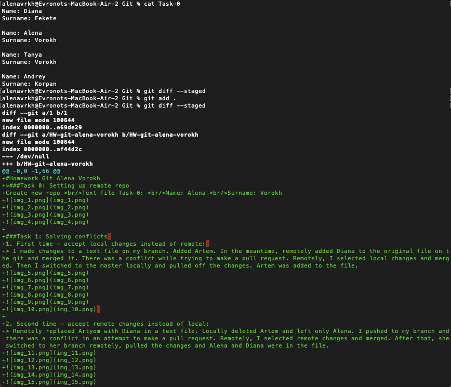 alenavrkh@Evronots-MacBook-Air-2 Git % cat Task-0
Name: Diana
Surname: Fekete
Name: Alena
Surname: Vorokh
Name: Tanya
Surname: Vorokh
Name: Andrey
Surname: Korpan
alenavrkh@Evronots-MacBook-Air-2 Git % git diff --staged
alenavrkh@Evronots-MacBook-Air-2 Git % git add .
alenavrkh@Evronots-MacBook-Air-2 Git % git diff --staged
diff --git a/1 b/1
new file mode 100644
index 0000000..e69de29
diff --git a/HW-git-alena-vorokh b/HW-git-alena-vorokh
new file mode 100644
index 0000000..af44d2c
--- /dev/null
+++ b/HW-git-alena-vorokh
@@ -0,0 +1,66 @@
+#Homework Git Alena Vorokh
+>###Task 0: Setting up remote repo
+Create new repo <br/>Text file Task-0: <br/>Name: Alena <br/>Surname: Vorokh
+![img_1.png](img_1.png)
+![img_2.png](img_2.png)
+![img_3.png](img_3.png)
+![img_4.png](img_4.png)
+
+###Task 1: Solving conflicts
+1. First time – accept local changes instead of remote:
+> I made changes to a text file on my branch. Added Artem. In the meantime, remotely added Diana to the original file on t
he git and merged it. There was a conflict while trying to make a pull request. Remotely, I selected local changes and merg
ed. Then I switched to the master locally and pulled off the changes. Artem was added to the file.
+![img_5.png](img_5.png)
+![img_6.png](img_6.png)
+![img_7.png](img_7.png)
+![img_8.png](img_8.png)
+![img_9.png](img_9.png)
+![img_10.png](img_10.png)
+
+2. Second time – accept remote changes instead of local:
+> Remotely replaced Artyom with Diana in a text file. Locally deleted Artem and left only Alena. I pushed to my branch and
there was a conflict in an attempt to make a pull request. Remotely, I selected remote changes and merged. After that, she
switched to her branch remotely, pulled the changes and Alena and Diana were in the file.
+![img_11.png](img_11.png)
+![img_12.png](img_12.png)
+![img_13.png](img_13.png)
+![img_14.png](img_14.png)
+![img_15.png](img_15.png)